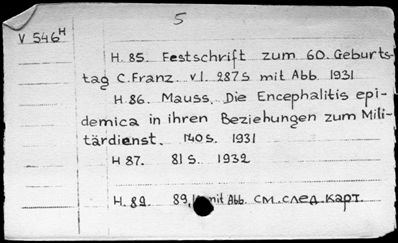 5
V 546H
H. 85. Festschrift zum 60. Geburts-
tag C. Franz. VI. 287 S mit Abb. 1931
H 86. Mauss, Die Encephalitis epi-
demica in ihren Beziehungen zum Mili-
tärdienst. 140 S. 1931
H 87. 81 S. 1932
H. 89. 89, mit Abb. см. след. карт.